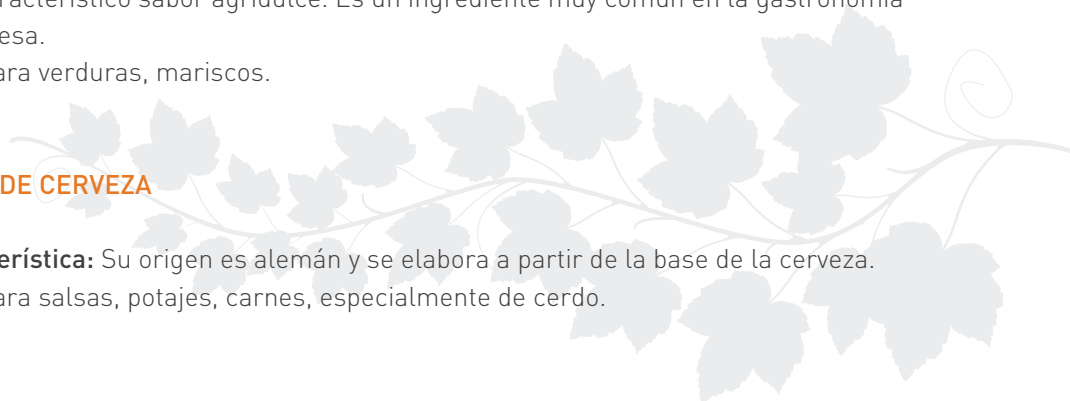 aracterístico sabor agridulce. Es un ingrediente muy común en la gastronomía
esa.
ara verduras, mariscos.
DE CERVEZA
erística: Su origen es alemán y se elabora a partir de la base de la cerveza.
ara salsas, potajes, carnes, especialmente de cerdo.